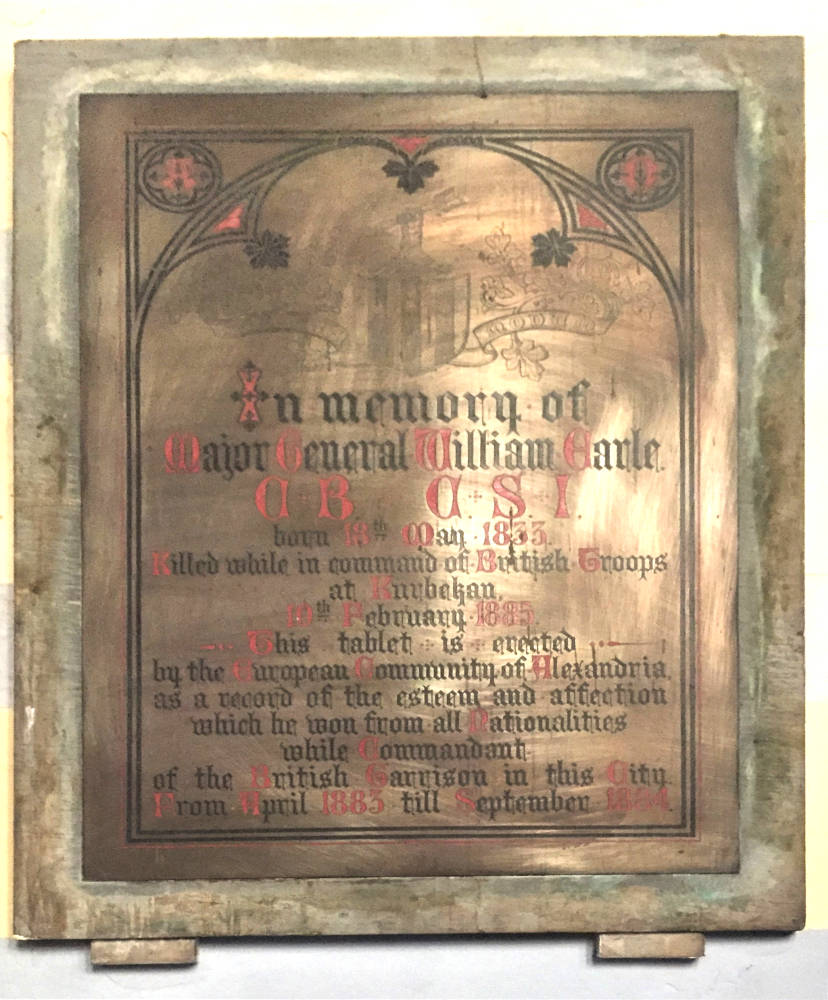 A
Ω
In memory of
Major General William Earle.
C·B C·S·I.
born 18th May 1833.
Killed while in command of British Troops
at Kurbekan,
10th February 1885.
This tablet is erected
by the European Community of Alexandria,
as a record of the esteem and affection
which he won from all Nationalities
while Commandant
of the British Garrison in this City
From April 1883 till September 1884.